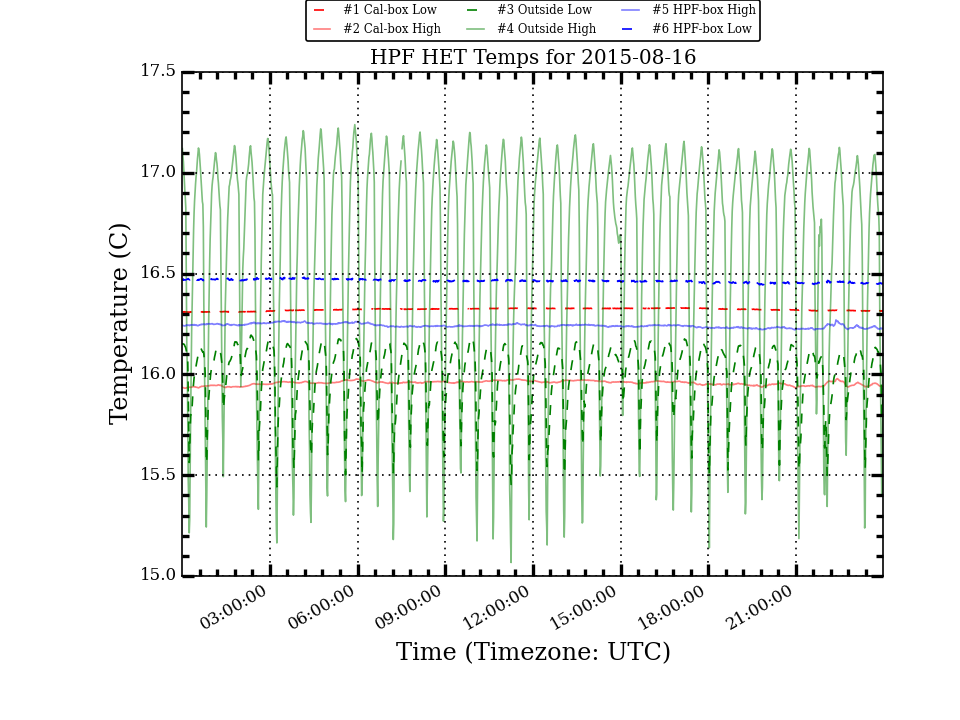 #1 Cal-box Low #3 Outside Low #5 HPF-box High
#2 Cal-box High #4 Outside High #6 HPF-box Low
HPF HET Temps for 2015-08-16
17.5
17.0
16.5
16.0
15.5
15.0
Temperature (C)
03:00:00 06:00:00 09:00:00 12:00:00 15:00:00 18:00:00 21:00:00
Time (Timezone: UTC)